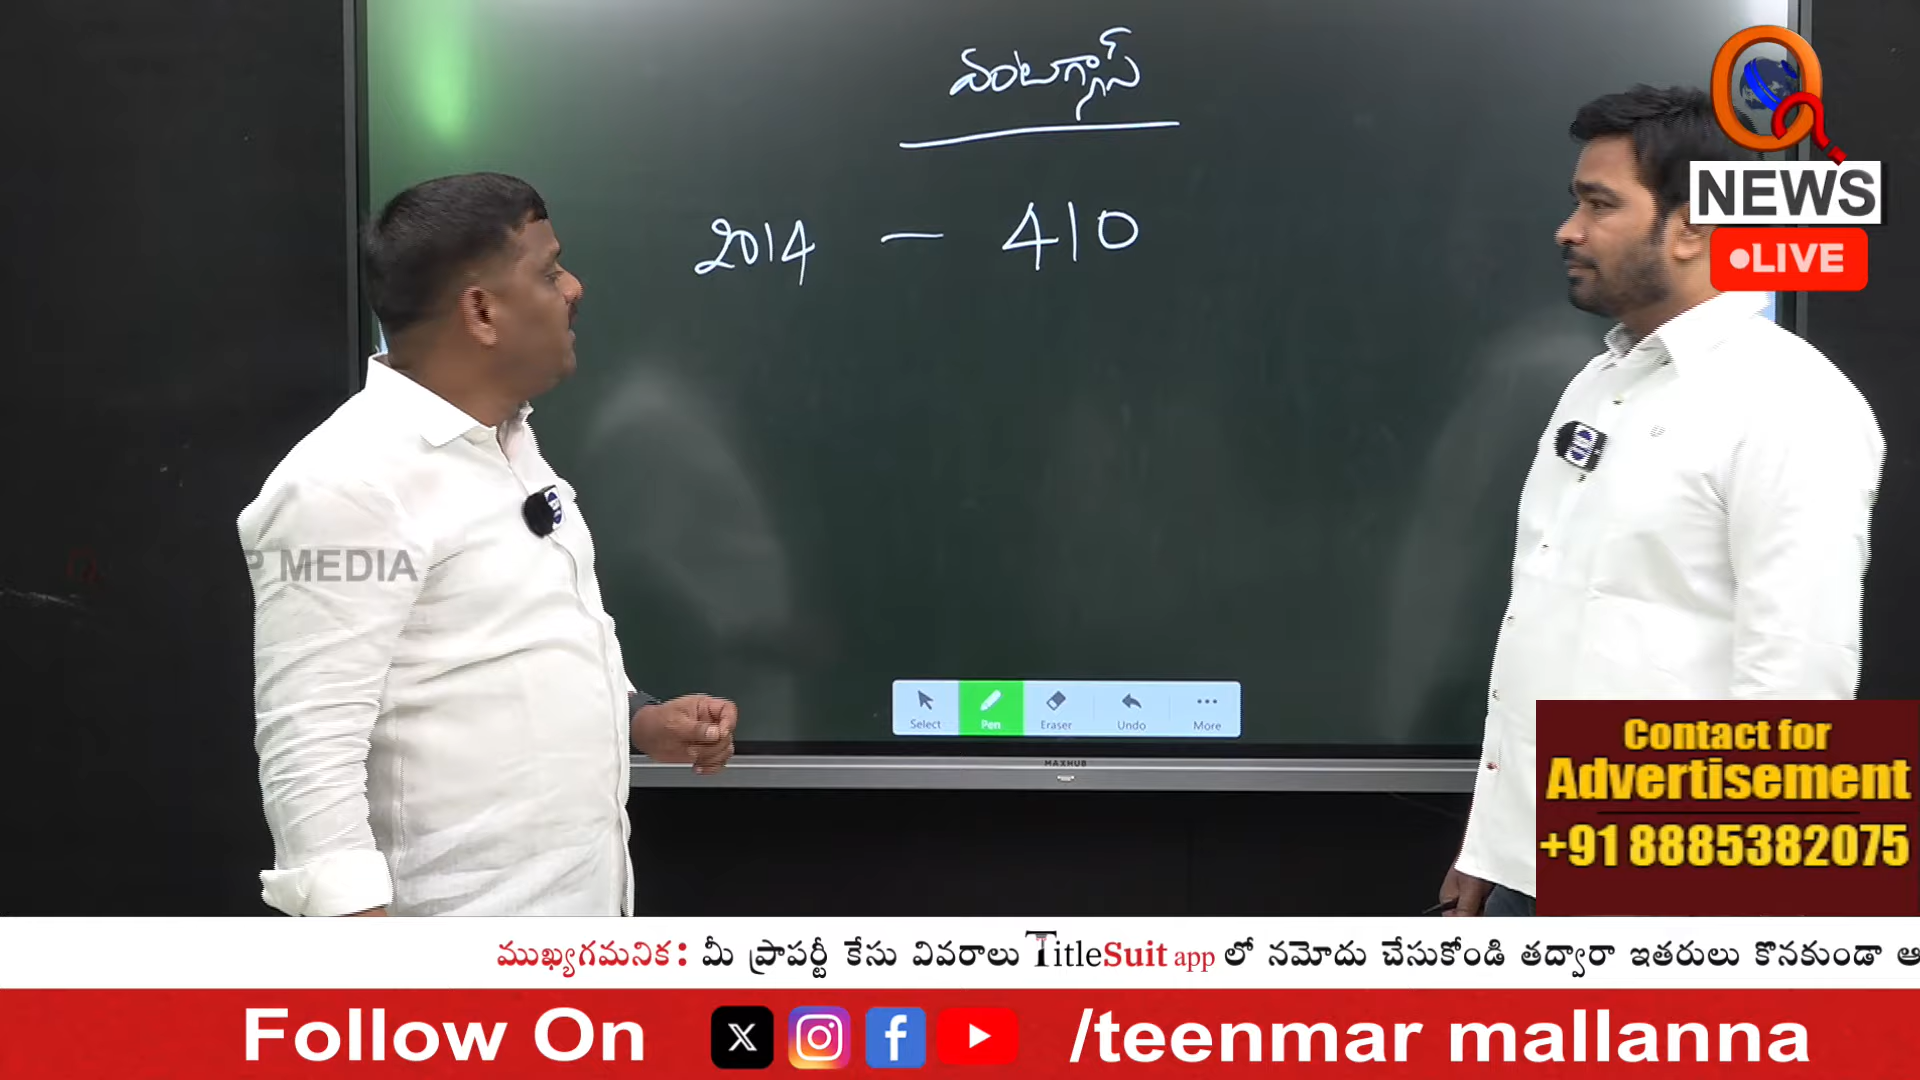 వంటగ్యాస్
2014 - 410
Q
NEWS
LIVE
P MEDIA
Select
Pen
Eraser
Undo
More
MAXHUB
Contact for
Advertisement
+91 8885382075
ముఖ్యగమనిక: మీ ప్రాపర్టీ కేసు వివరాలు TitleSuit app లో నమోదు చేసుకోండి తద్వారా ఇతరులు కొనకుండా
Follow On /teenmar mallanna